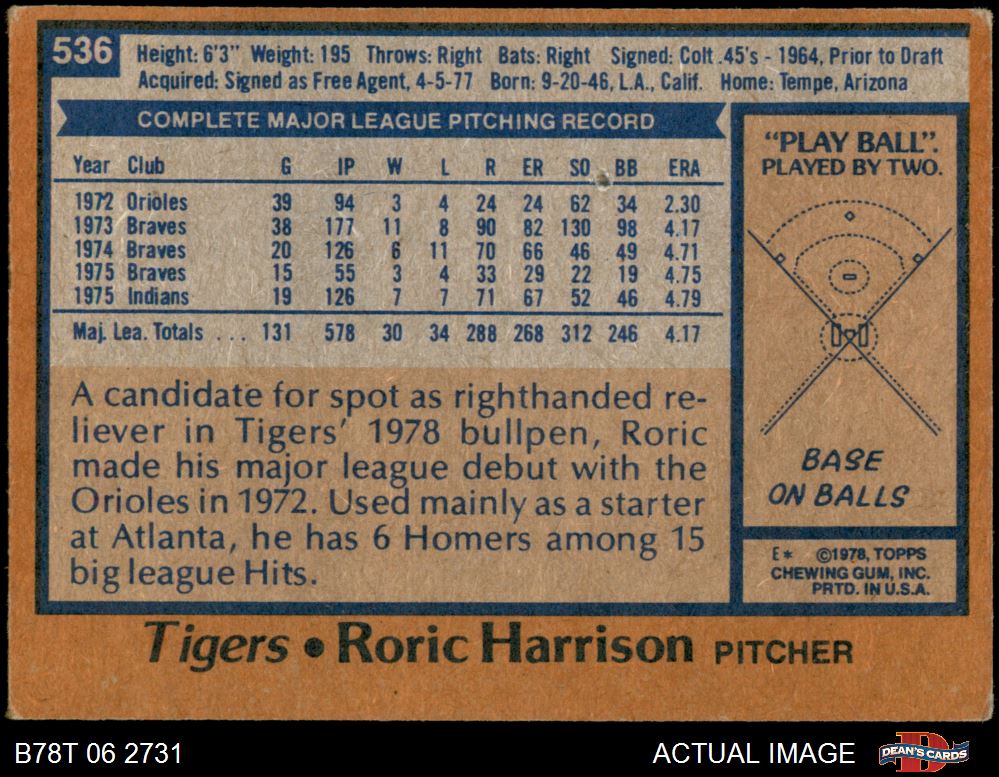 536
Height: 6'3" Weight: 195 Throws: Right Bats: Right Signed: Colt .45's - 1964, Prior to Draft
Acquired: Signed as Free Agent, 4-5-77 Born: 9-20-46, L.A., Calif. Home: Tempe, Arizona
COMPLETE MAJOR LEAGUE PITCHING RECORD
Year Club G IP W L R ER SO BB ERA
1972 Orioles 39 94 3 4 24 24 62 34 2.30
1973 Braves 38 177 11 8 90 82 130 98 4.17
1974 Braves 20 126 6 11 70 66 46 49 4.71
1975 Braves 15 55 3 4 33 29 22 19 4.75
1975 Indians 19 126 7 7 71 67 52 46 4.79
Maj. Lea. Totals . . . 131 578 30 34 288 268 312 246 4.17
A candidate for spot as righthanded re-
liever in Tigers' 1978 bullpen, Roric
made his major league debut with the
Orioles in 1972. Used mainly as a starter
at Atlanta, he has 6 Homers among 15
big league Hits.
"PLAY BALL".
PLAYED BY TWO.
BASE
ON BALLS
E* ©1978, TOPPS
CHEWING GUM, INC.
PRTD. IN U.S.A.
Tigers • Roric Harrison PITCHER
B78T 06 2731
ACTUAL IMAGE
DEAN'S CARDS